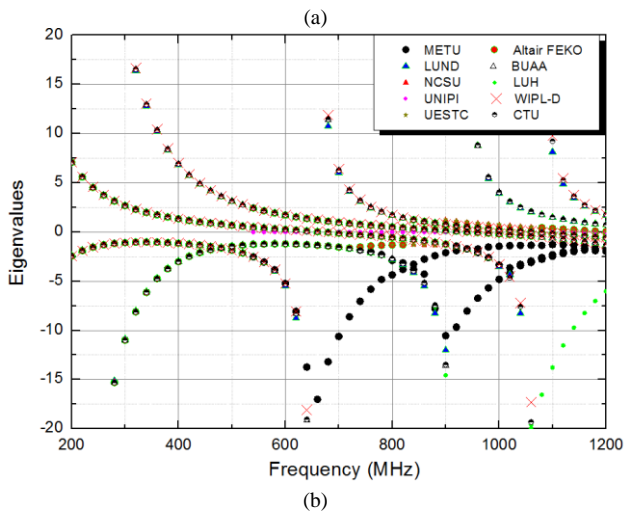 (a)
20
15
10
5
0
-5
-10
-15
-20
Eigenvalues
METU
LUND
NCSU
UNIPI
UESTC
Altair FEKO
BUAA
LUH
WIPL-D
CTU
200 400 600 800 1000 1200
Frequency (MHz)
(b)